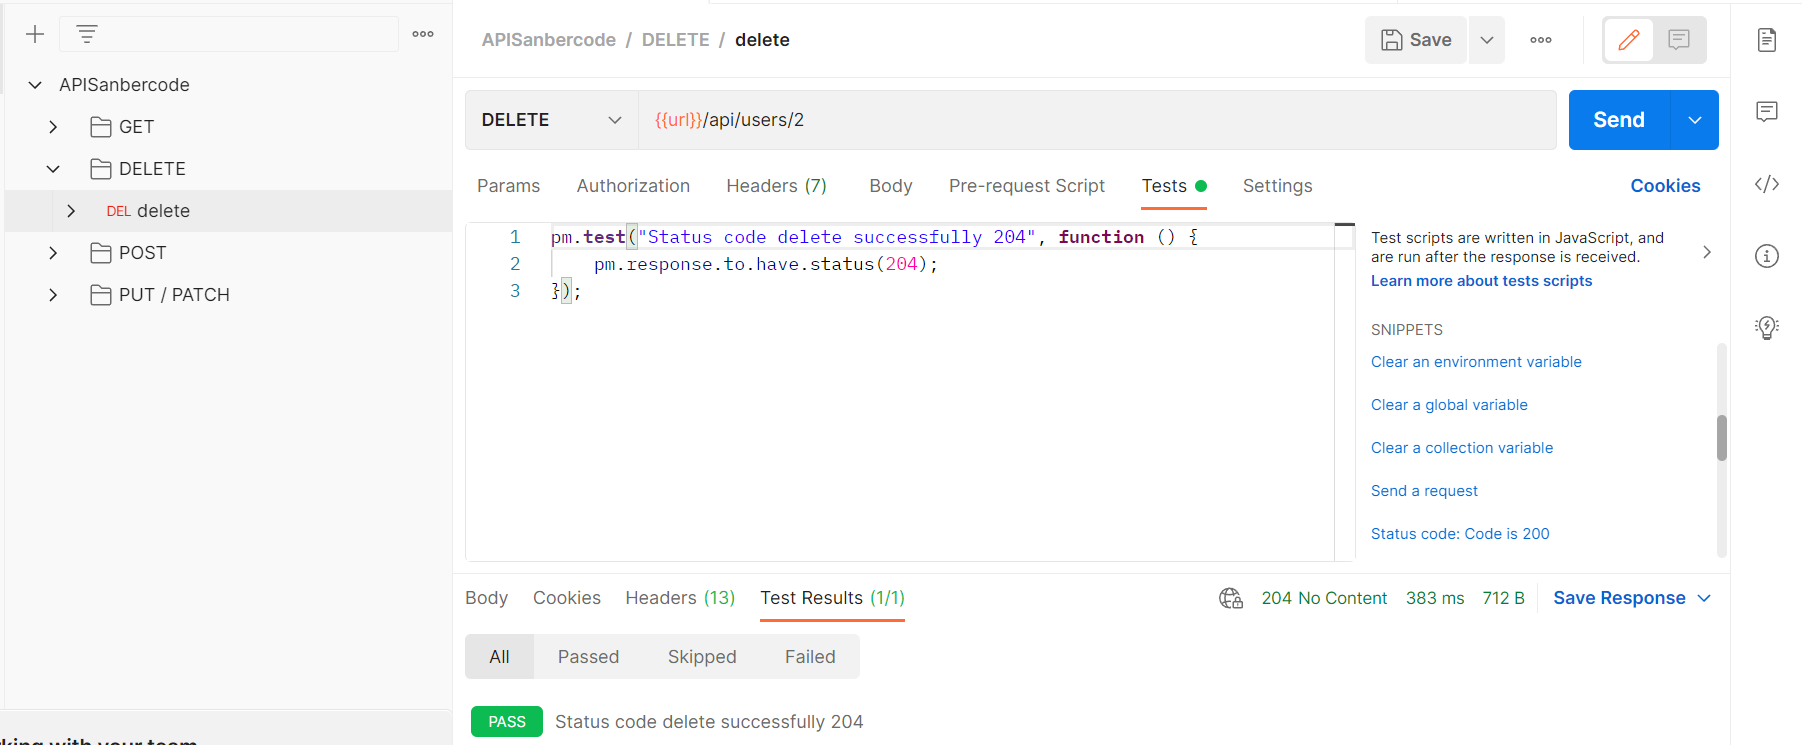 APISanbercode
GET
DELETE
DEL delete
POST
PUT / PATCH
APISanbercode / DELETE / delete
Save
DELETE
{{url}}/api/users/2
Send
Params Authorization Headers (7) Body Pre-request Script Tests Settings Cookies
1 pm.test("Status code delete successfully 204", function () {
2 pm.response.to.have.status(204);
3 });
Test scripts are written in JavaScript, and
are run after the response is received.
Learn more about tests scripts
SNIPPETS
Clear an environment variable
Clear a global variable
Clear a collection variable
Send a request
Status code: Code is 200
Body Cookies Headers (13) Test Results (1/1) 204 No Content 383 ms 712 B Save Response
All Passed Skipped Failed
PASS Status code delete successfully 204
with your team